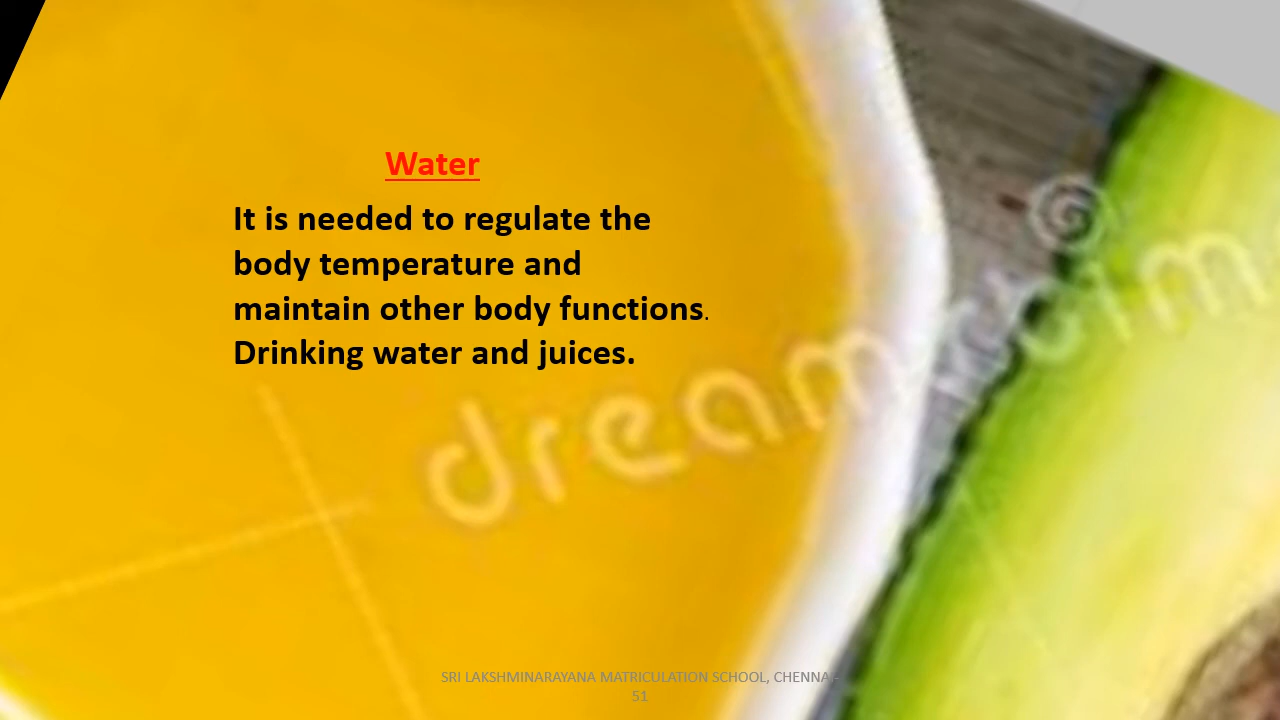 Water
It is needed to regulate the
body temperature and
maintain other body functions.
Drinking water and juices.
dreamstime
SRI LAKSHMINARAYANA MATRICULATION SCHOOL, CHENNAI-
51